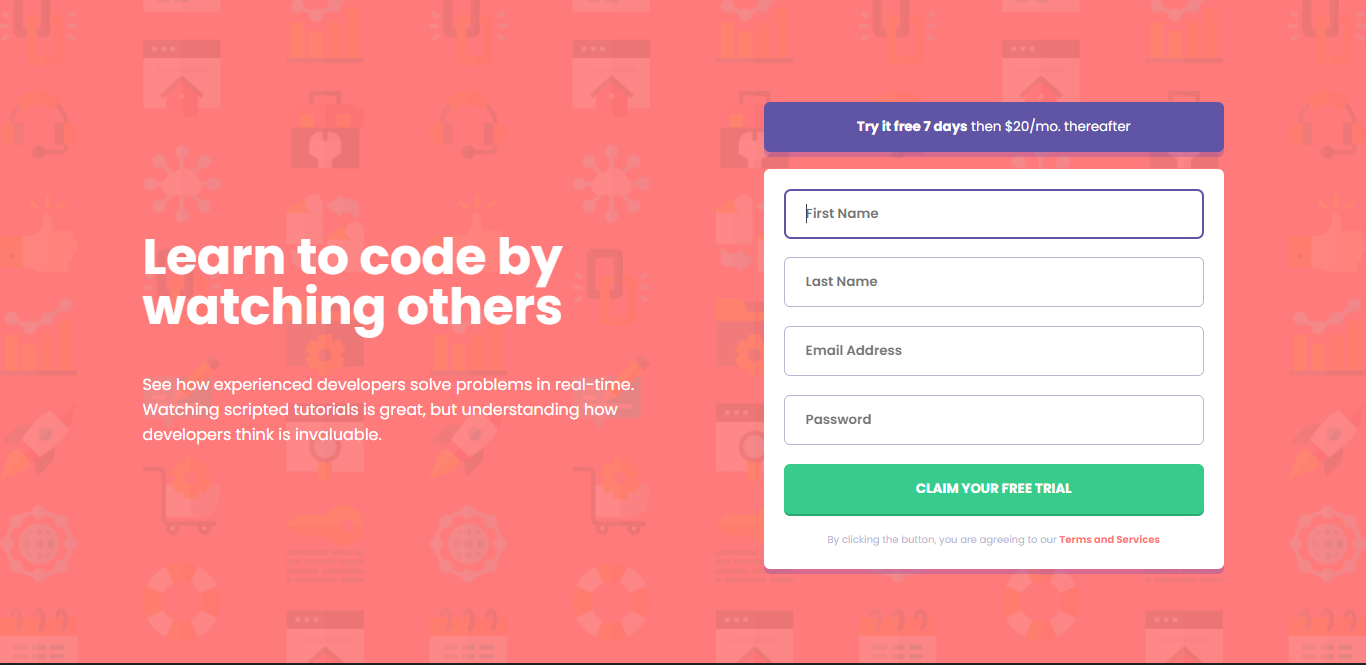 Learn to code by
watching others
See how experienced developers solve problems in real-time.
Watching scripted tutorials is great, but understanding how
developers think is invaluable.
Try it free 7 days then $20/mo. thereafter
First Name
Last Name
Email Address
Password
CLAIM YOUR FREE TRIAL
By clicking the button, you are agreeing to our Terms and Services